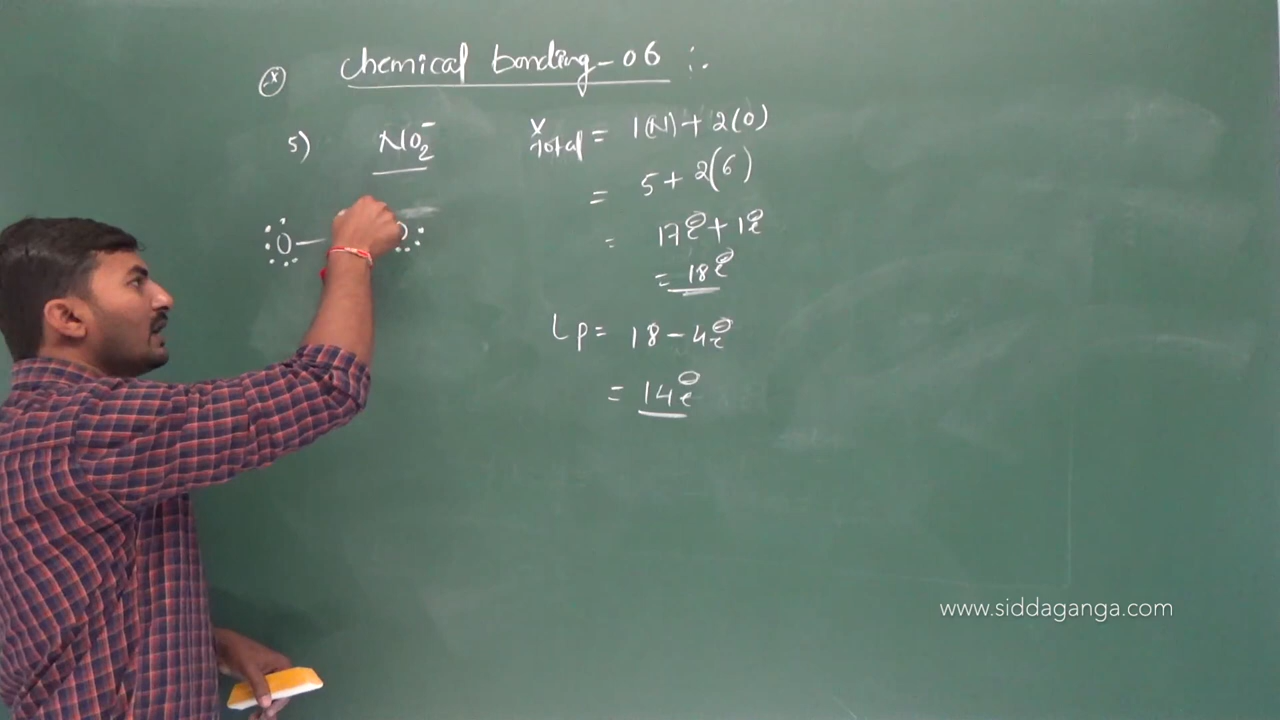 Chemical bonding-06 :.
5) NO₂⁻
V Total = 1(N) + 2(O)
= 5 + 2(6)
= 17e⊖ + 1e⊖
= 18e⊖
O — O
Lp = 18 - 4e⊖
= 14e⊖
www.siddaganga.com